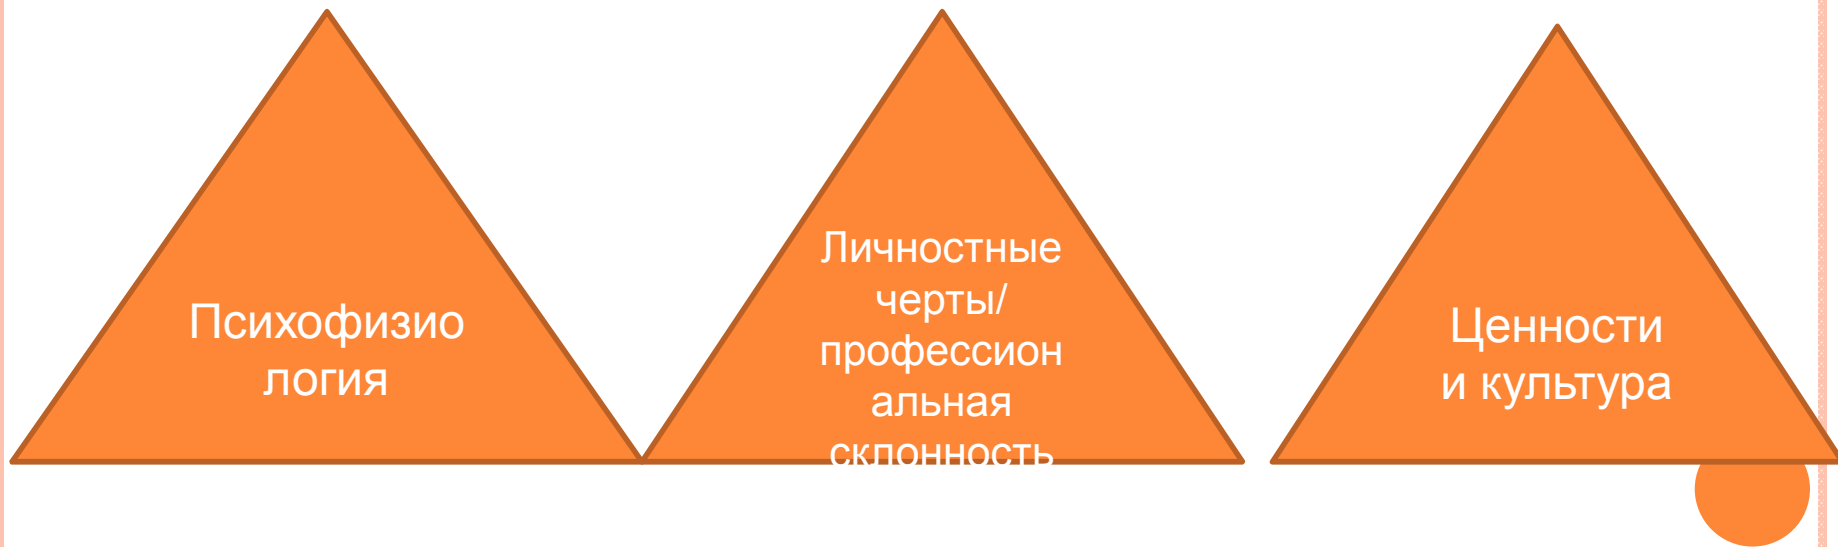 Психофизио
логия
Личностные
черты/
профессион
альная
склонность
Ценности
и культура